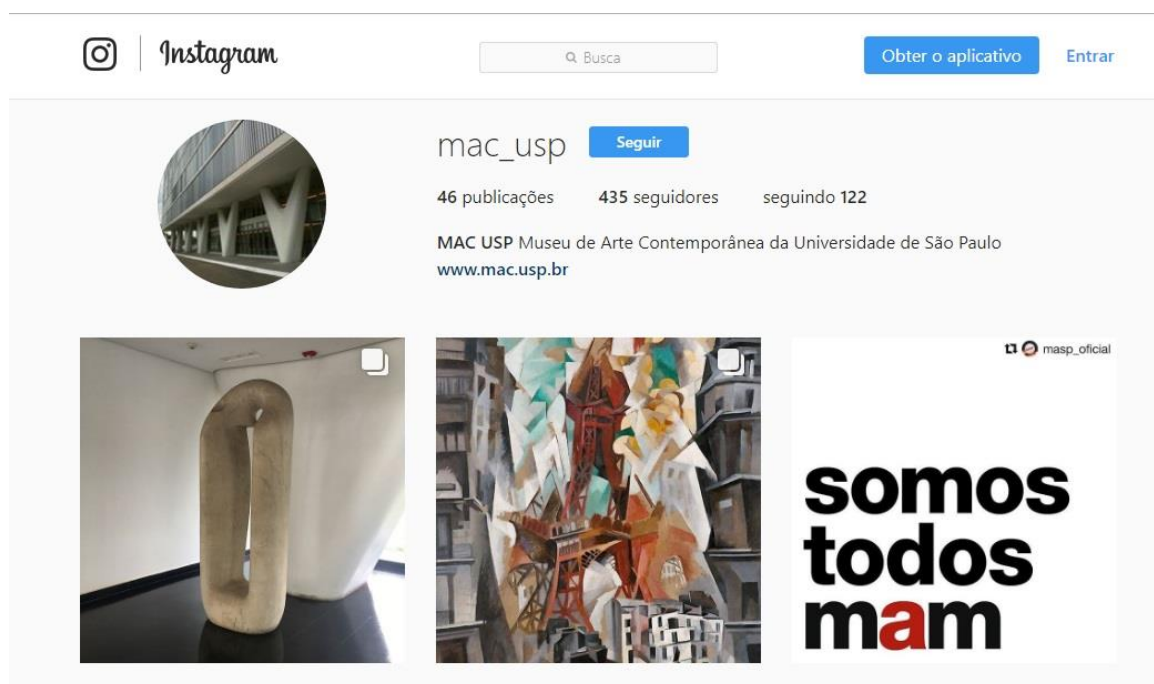 Instagram
Busca
Obter o aplicativo
Entrar
mac_usp Seguir
46 publicações 435 seguidores seguindo 122
MAC USP Museu de Arte Contemporânea da Universidade de São Paulo
www.mac.usp.br
masp_oficial
somos
todos
mam